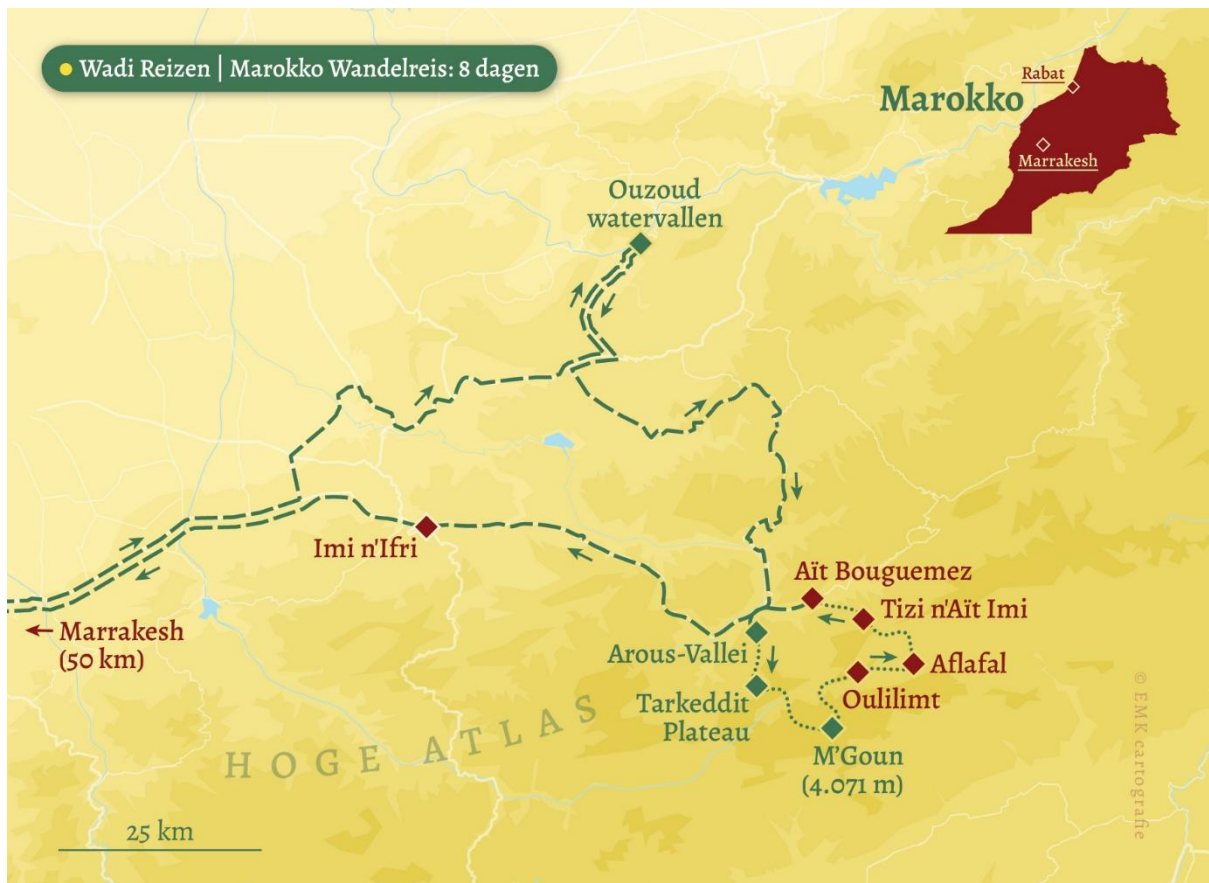 Wadi Reizen | Marokko Wandelreis: 8 dagen
Marokko
Rabat
Marrakesh
Ouzoud
watervallen
Imi n'Ifri
Marrakesh
(50 km)
Aït Bouguemez
Tizi n'Aït Imi
Arous-Vallei
Aflafal
Oulilimt
Tarkeddit
Plateau
M'Goun
(4.071 m)
HOGE ATLAS
25 km
© EMK cartografie